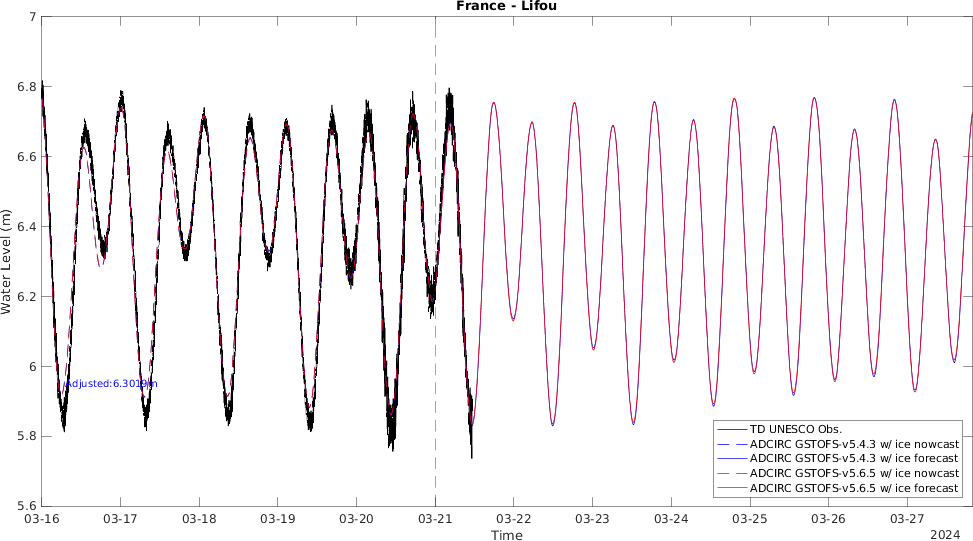 France - Lifou
7
6.8
6.6
6.4
6.2
6
5.8
5.6
Water Level (m)
Adjusted:6.3019m
TD UNESCO Obs.
ADCIRC GSTOFS-v5.4.3 w/ ice nowcast
ADCIRC GSTOFS-v5.4.3 w/ ice forecast
ADCIRC GSTOFS-v5.6.5 w/ ice nowcast
ADCIRC GSTOFS-v5.6.5 w/ ice forecast
03-16 03-17 03-18 03-19 03-20 03-21 03-22 03-23 03-24 03-25 03-26 03-27
Time
2024